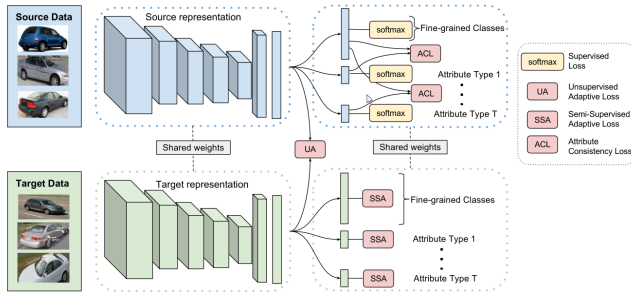 Source Data
Source representation
softmax
Fine-grained Classes
ACL
softmax
Attribute Type 1
ACL
softmax
Attribute Type T
Shared weights
UA
Shared weights
Target Data
Target representation
SSA
Fine-grained Classes
SSA
Attribute Type 1
SSA
Attribute Type T
softmax
Supervised
Loss
UA
Unsupervised
Adaptive Loss
SSA
Semi-Supervised
Adaptive Loss
ACL
Attribute
Consistency Loss